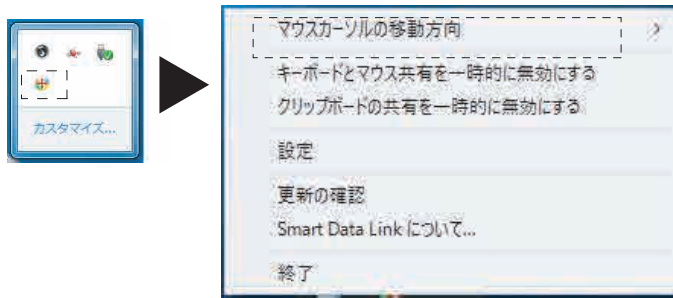 カスタマイズ...
マウスカーソルの移動方向
キーボードとマウス共有を一時的に無効にする
クリップボードの共有を一時的に無効にする
設定
更新の確認
Smart Data Link について...
終了